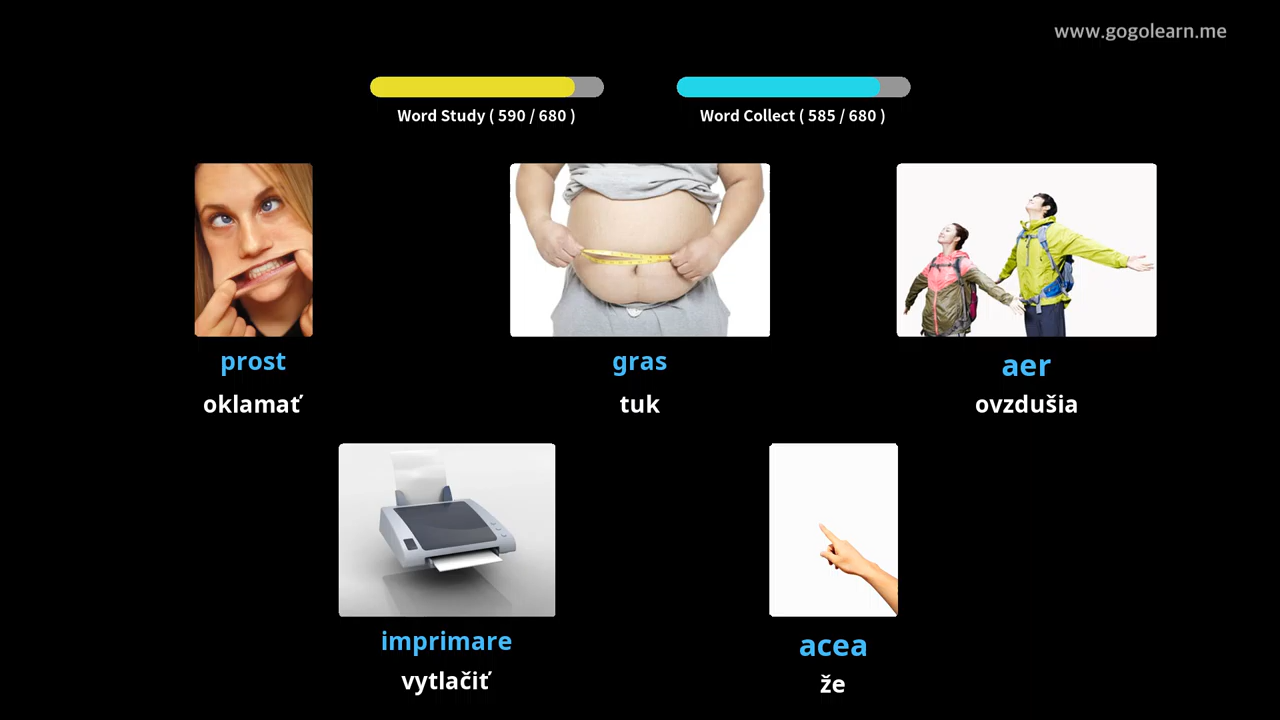 www.gogolearn.me
Word Study ( 590 / 680 )
Word Collect ( 585 / 680 )
prost
oklamať
gras
tuk
aer
ovzdušia
imprimare
vytlačiť
acea
že